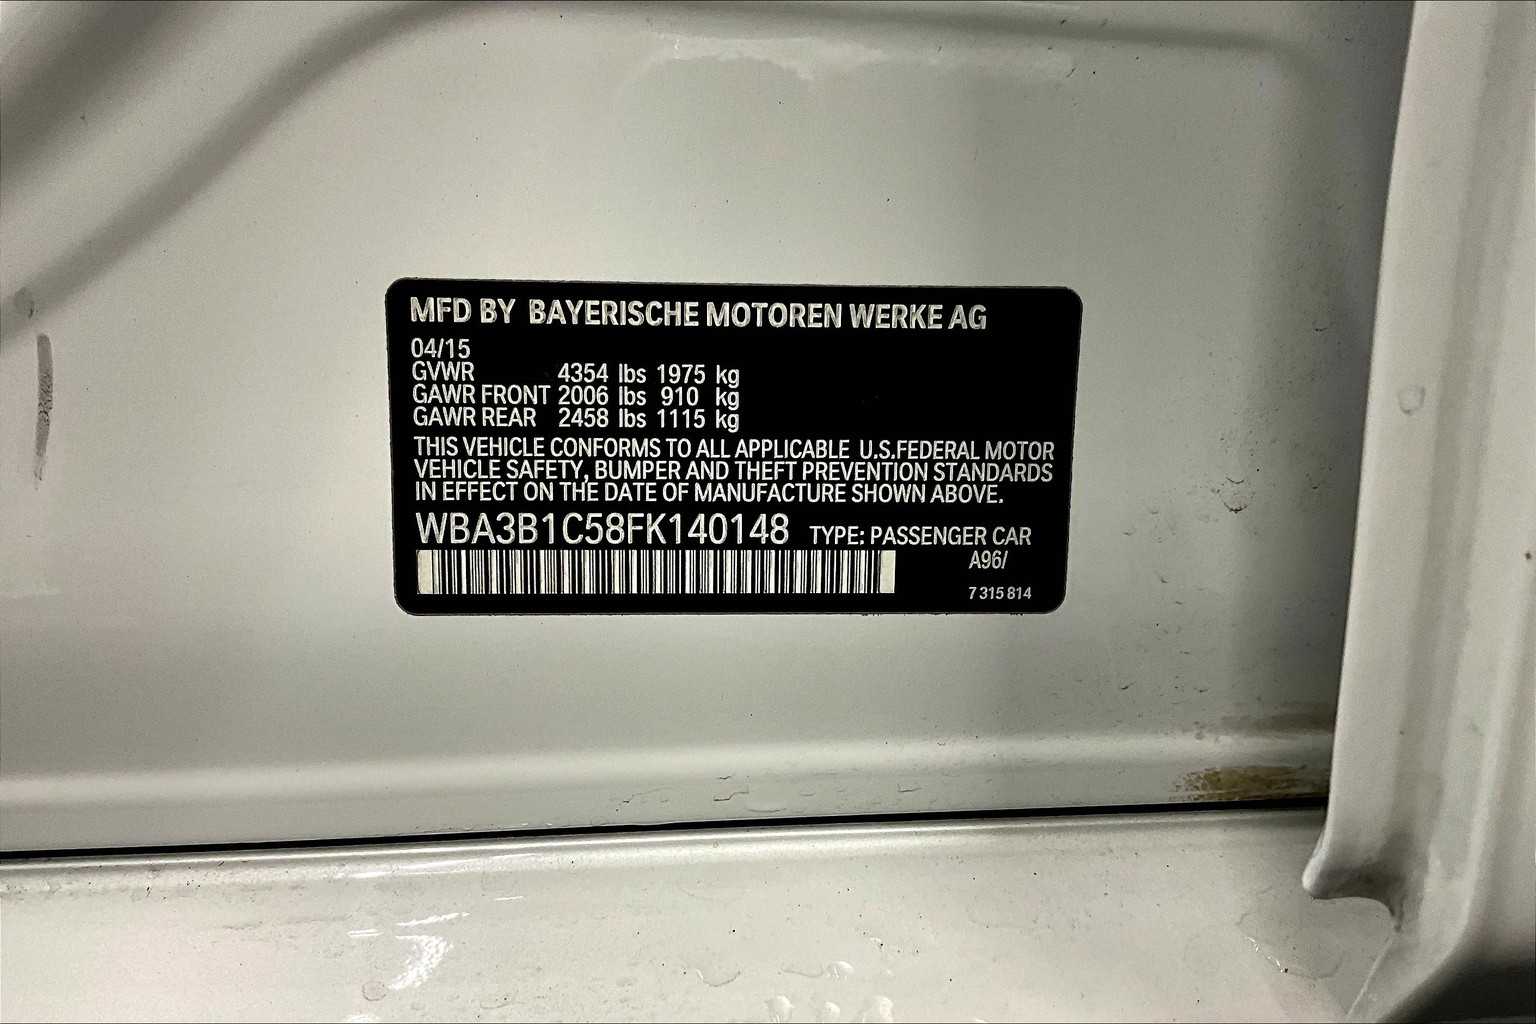 MFD BY BAYERISCHE MOTOREN WERKE AG
04/15
GVWR 4354 lbs 1975 kg
GAWR FRONT 2006 lbs 910 kg
GAWR REAR 2458 lbs 1115 kg
THIS VEHICLE CONFORMS TO ALL APPLICABLE U.S.FEDERAL MOTOR
VEHICLE SAFETY, BUMPER AND THEFT PREVENTION STANDARDS
IN EFFECT ON THE DATE OF MANUFACTURE SHOWN ABOVE.
WBA3B1C58FK140148 TYPE: PASSENGER CAR
A96/
7 315 814